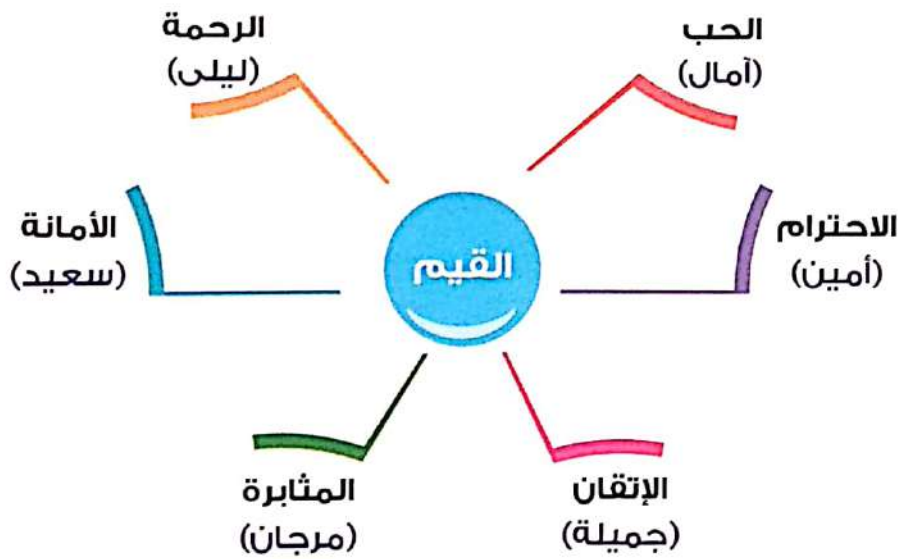 الحب
(آمال)
الرحمة
(ليلى)
الاحترام
(أمين)
القيم
الأمانة
(سعيد)
الإتقان
(جميلة)
المثابرة
(مرجان)